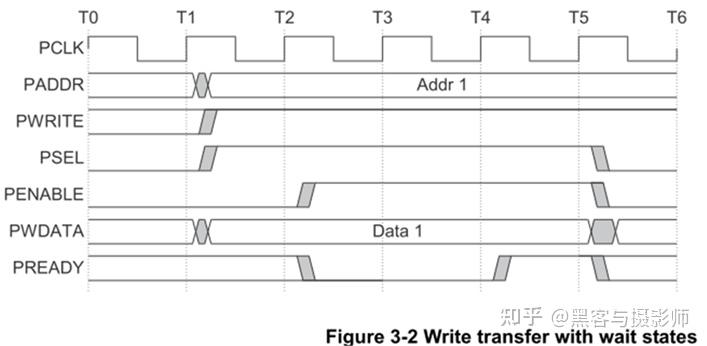 T0 T1 T2 T3 T4 T5 T6
PCLK
PADDR Addr 1
PWRITE
PSEL
PENABLE
PWDATA Data 1
PREADY
知乎 @黑客与摄影师
Figure 3-2 Write transfer with wait states